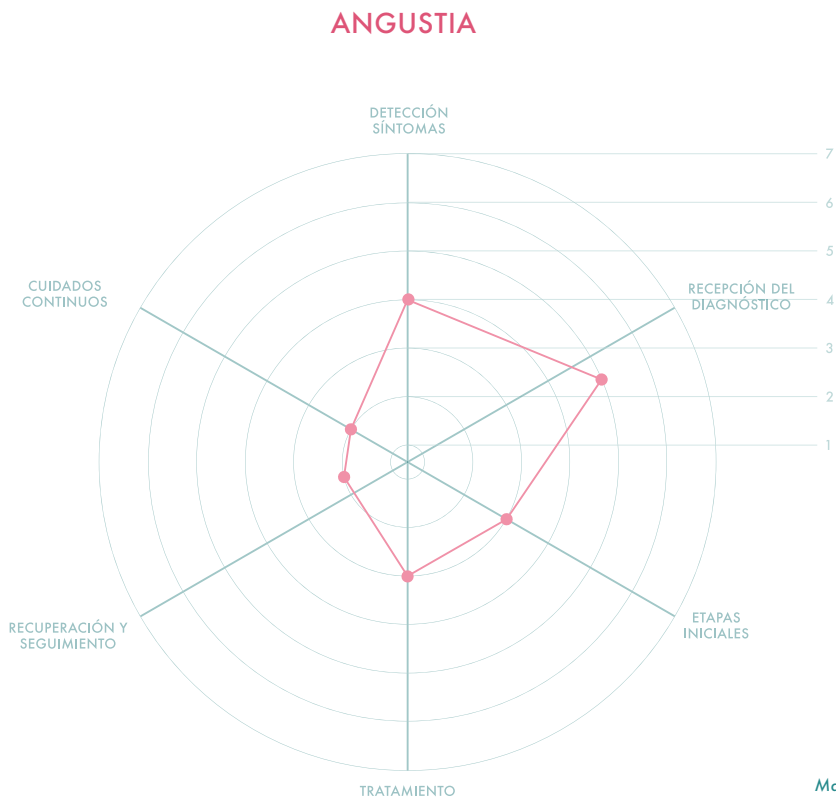 ANGUSTIA
DETECCIÓN
SÍNTOMAS
7
6
5
CUIDADOS
CONTINUOS
RECEPCIÓN DEL
DIAGNÓSTICO
4
3
2
1
RECUPERACIÓN Y
SEGUIMIENTO
ETAPAS
INICIALES
TRATAMIENTO